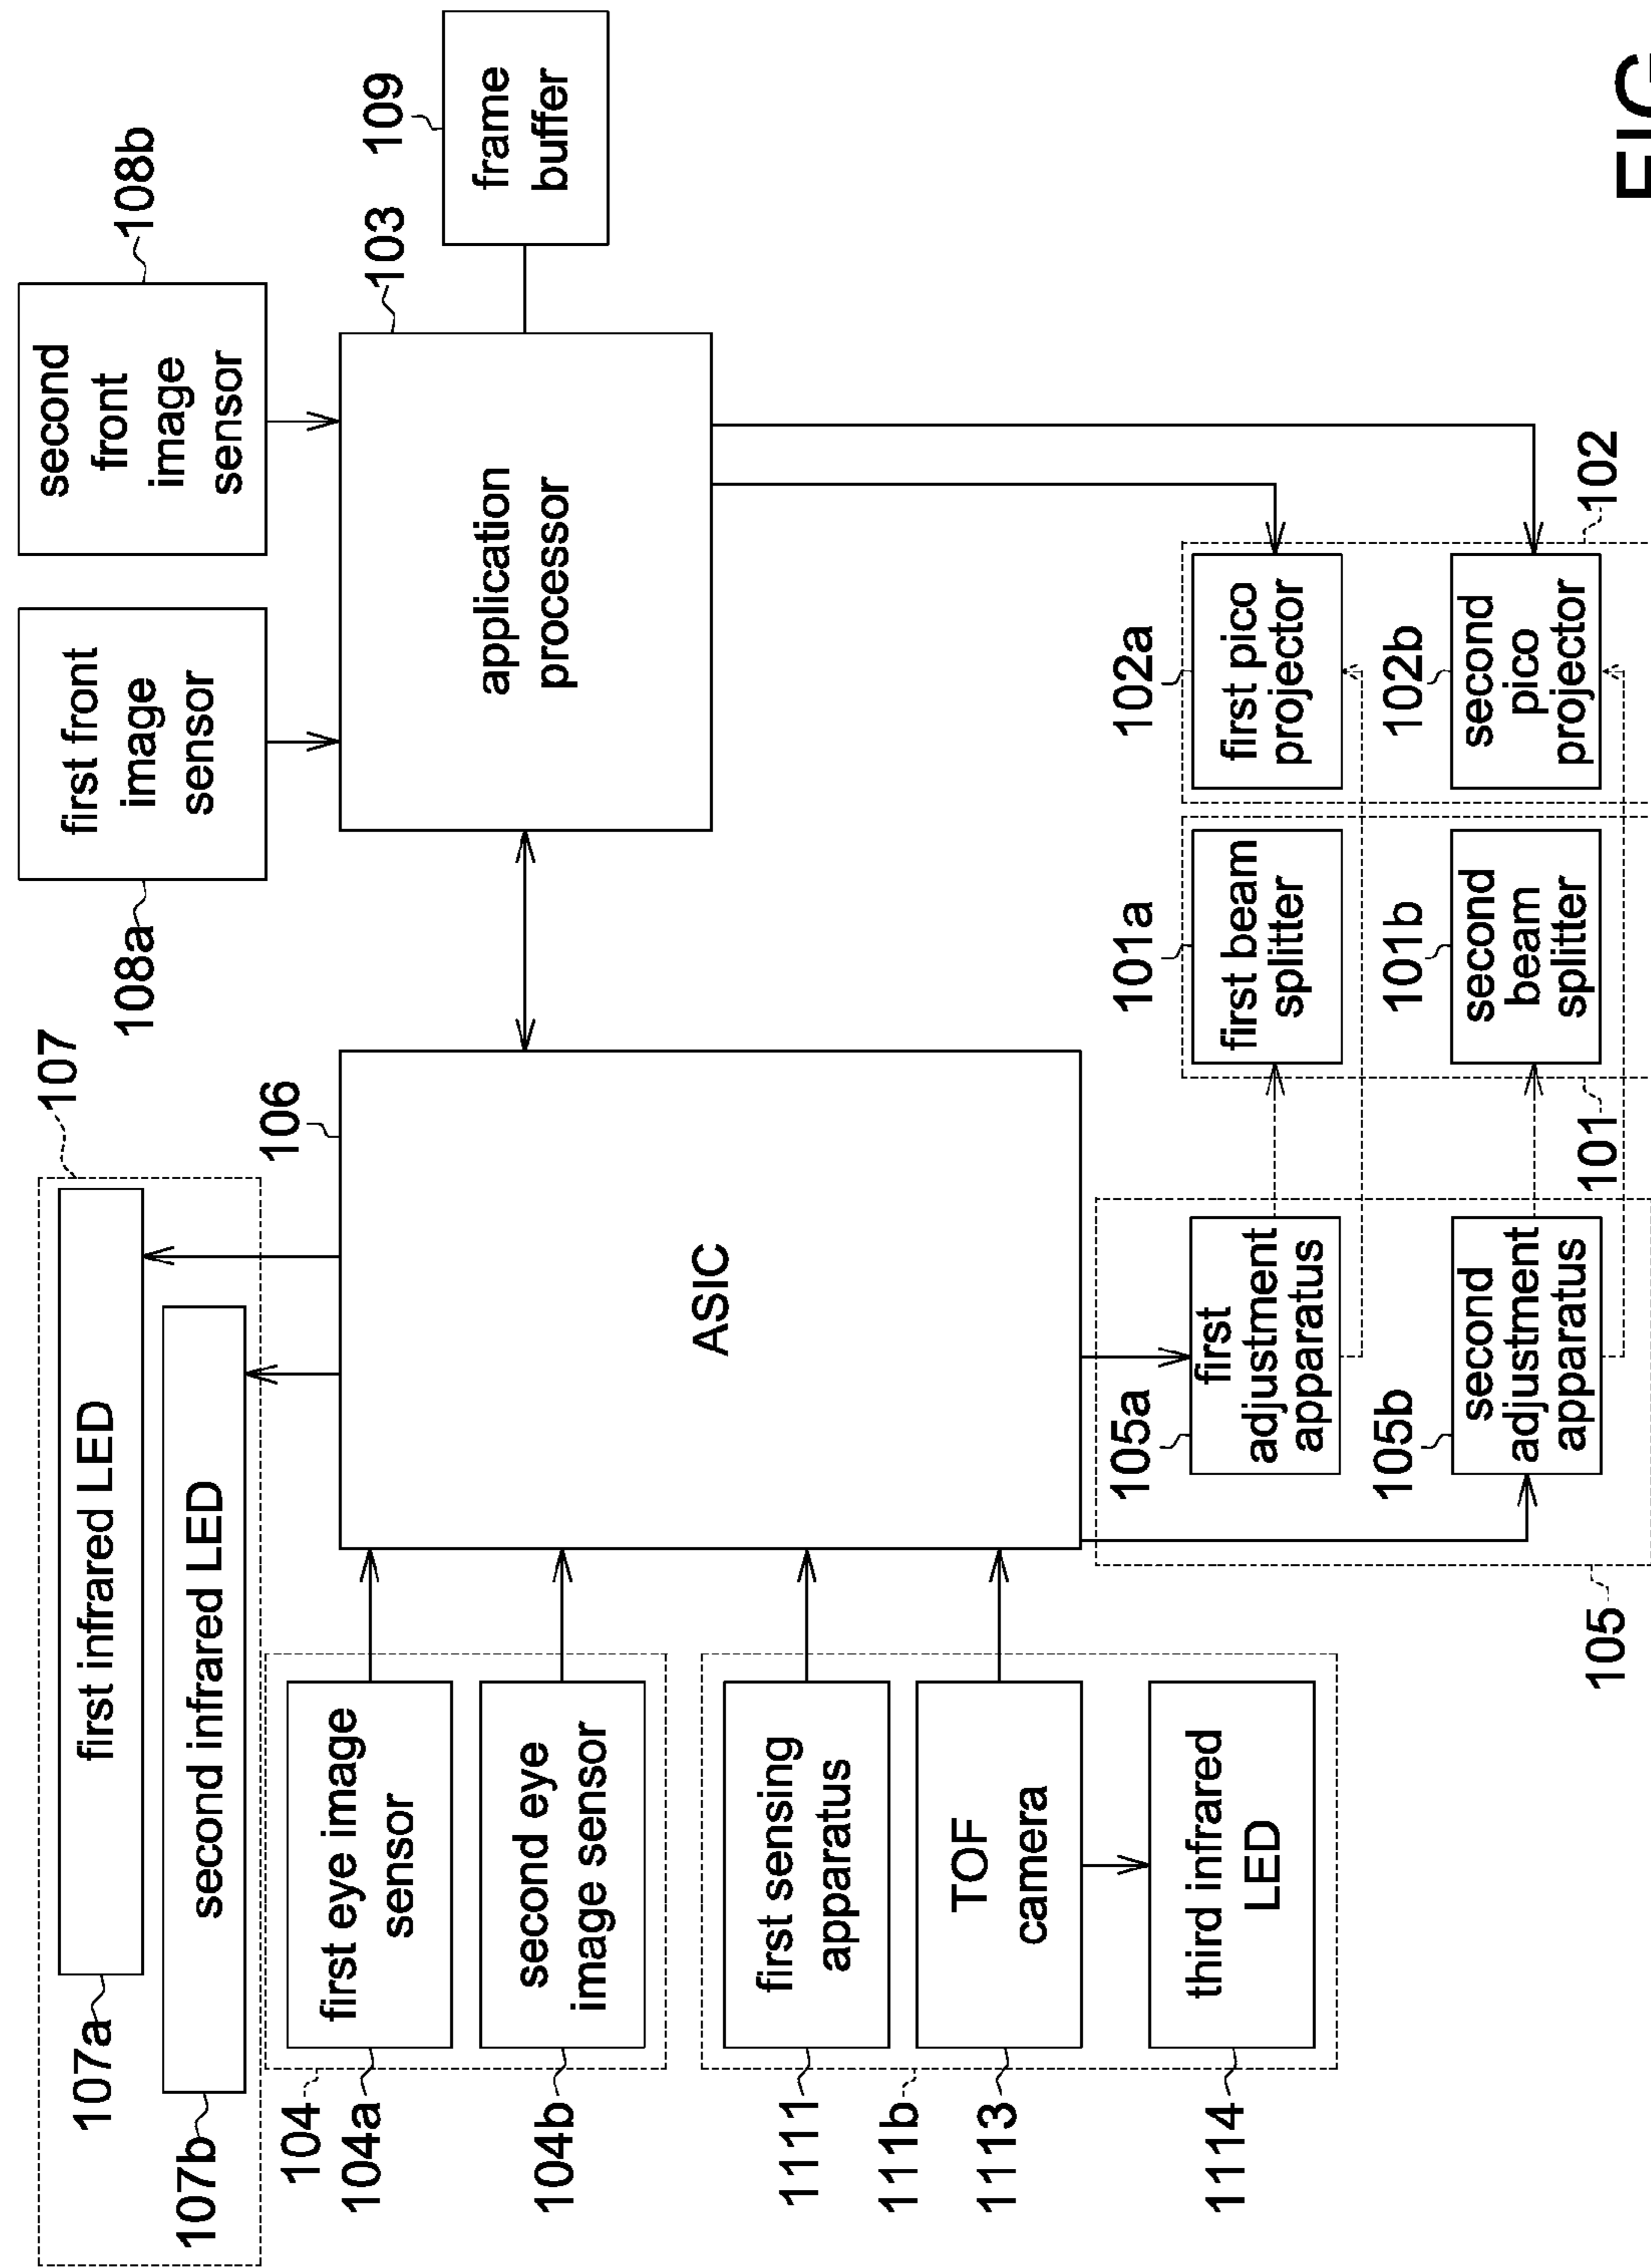 107
107a
first infrared LED
107b
second infrared LED
104
104a
first eye image
sensor
104b
second eye
image sensor
1111
first sensing
apparatus
111b
1113
TOF
camera
1114
third infrared
LED
106
ASIC
108a
first front
image
sensor
108b
second
front
image
sensor
103
application
processor
109
frame
buffer
105
105a
first
adjustment
apparatus
105b
second
adjustment
apparatus
101
101a
first beam
splitter
101b
second
beam
splitter
102
102a
first pico
projector
102b
second
pico
projector
FIG